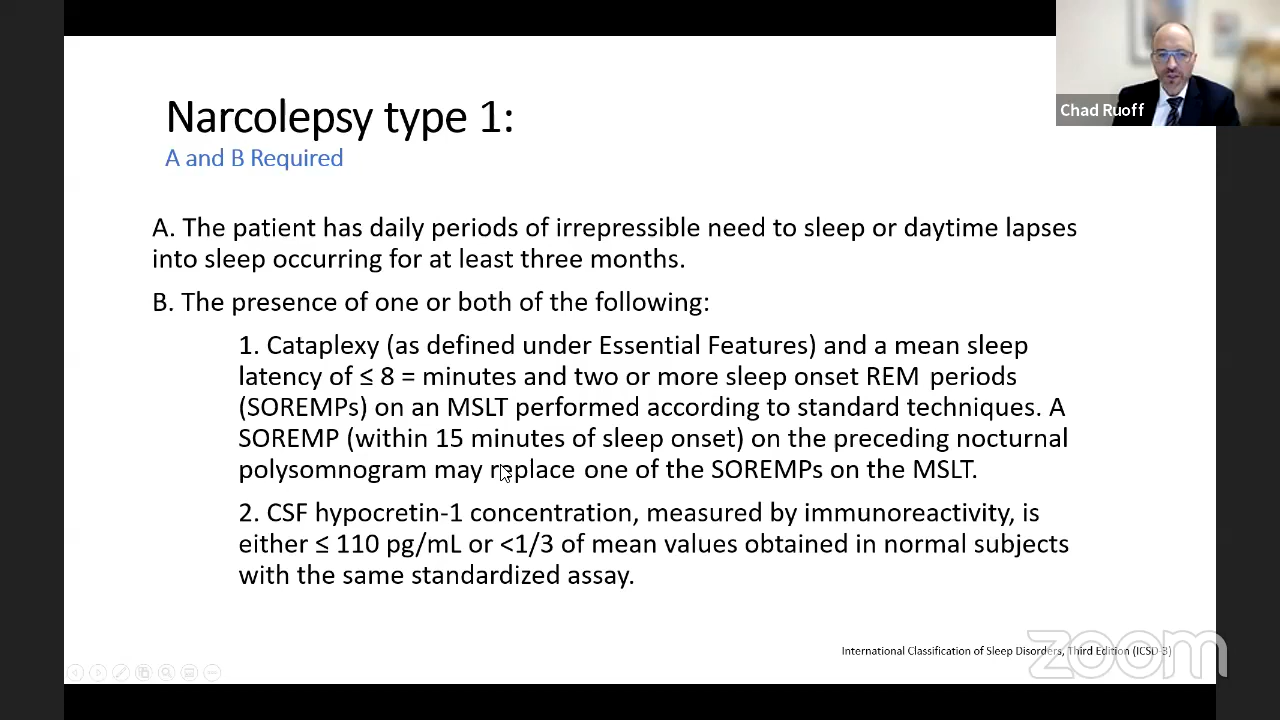 Narcolepsy type 1:
A and B Required
A. The patient has daily periods of irrepressible need to sleep or daytime lapses
into sleep occurring for at least three months.
B. The presence of one or both of the following:
1. Cataplexy (as defined under Essential Features) and a mean sleep
latency of ≤ 8 = minutes and two or more sleep onset REM periods
(SOREMPs) on an MSLT performed according to standard techniques. A
SOREMP (within 15 minutes of sleep onset) on the preceding nocturnal
polysomnogram may replace one of the SOREMPs on the MSLT.
2. CSF hypocretin-1 concentration, measured by immunoreactivity, is
either ≤ 110 pg/mL or <1/3 of mean values obtained in normal subjects
with the same standardized assay.
International Classification of Sleep Disorders, Third Edition (ICSD-3)
Chad Ruoff
zoom